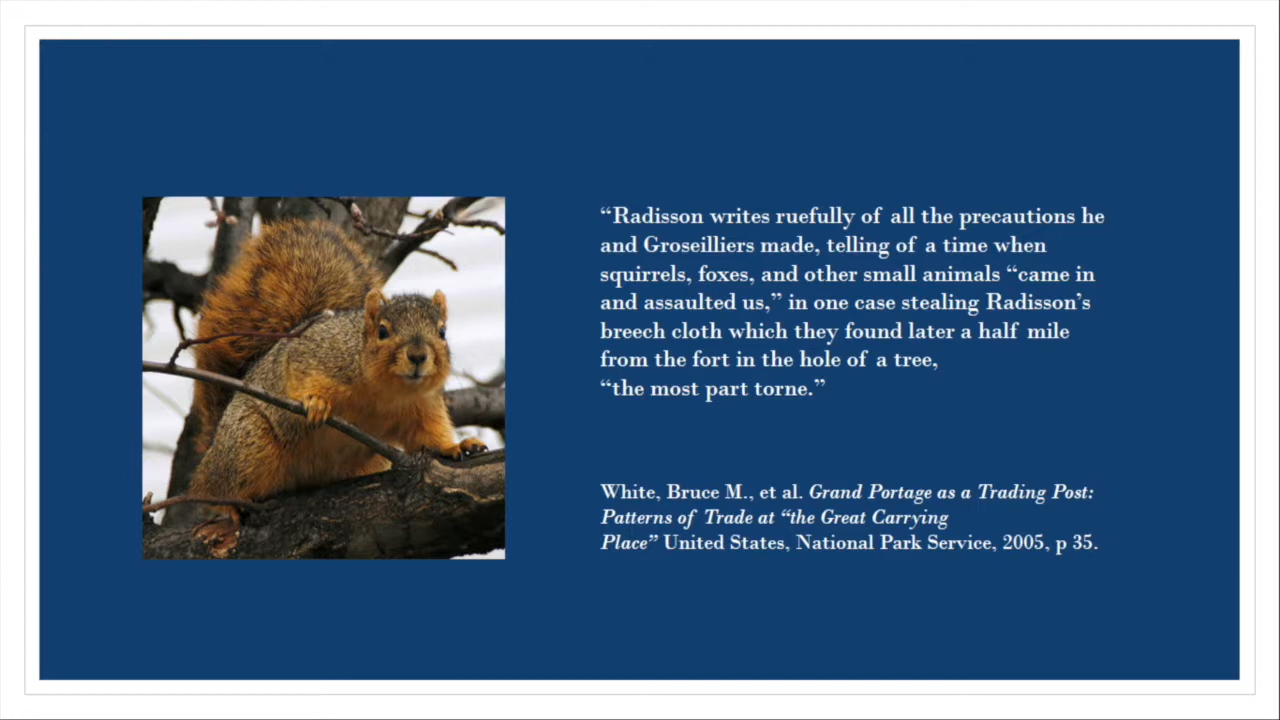 “Radisson writes ruefully of all the precautions he
and Groseilliers made, telling of a time when
squirrels, foxes, and other small animals “came in
and assaulted us,” in one case stealing Radisson’s
breech cloth which they found later a half mile
from the fort in the hole of a tree,
“the most part torne.”
White, Bruce M., et al. Grand Portage as a Trading Post:
Patterns of Trade at “the Great Carrying
Place” United States, National Park Service, 2005, p 35.